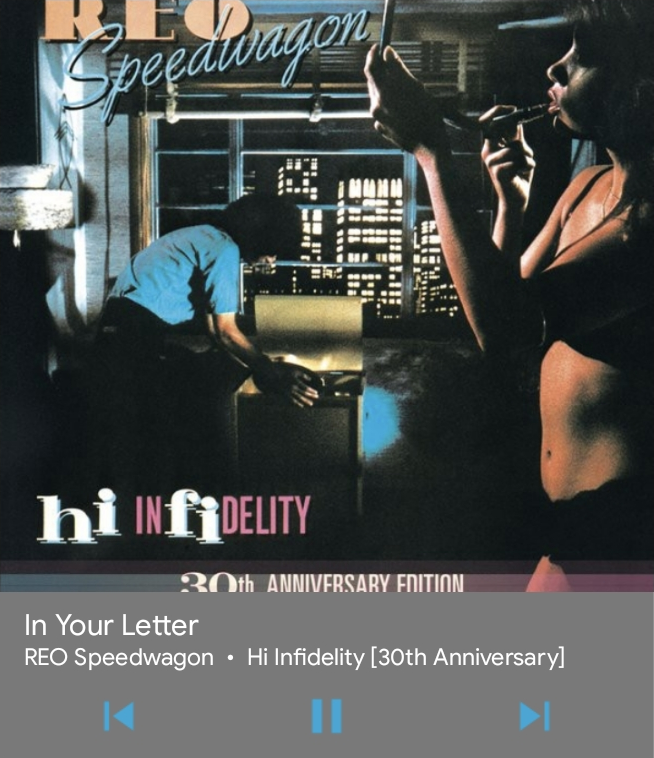 REO
Speedwagon
hi INfiDELITY
30th ANNIVERSARY EDITION
In Your Letter
REO Speedwagon • Hi Infidelity [30th Anniversary]